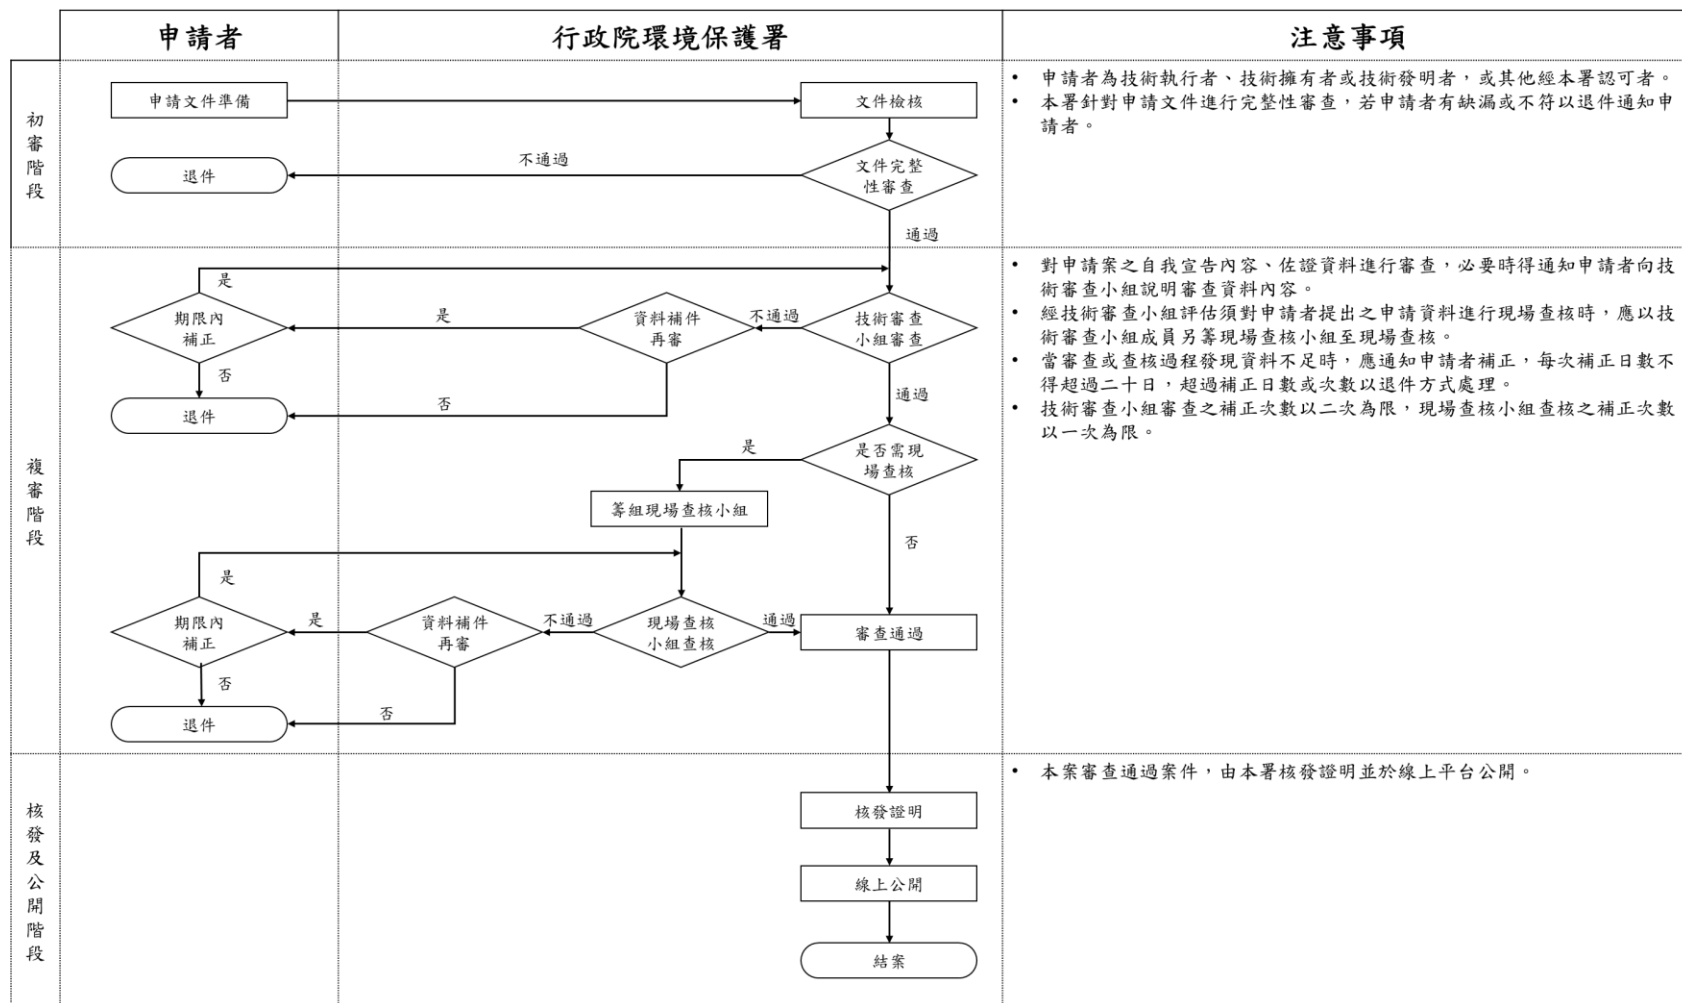 申請者
行政院環境保護署
注意事項
初審階段
申請文件準備
文件檢核
不通過
退件
文件完整
性審查
通過
• 申請者為技術執行者、技術擁有者或技術發明者，或其他經本署認可者。
• 本署針對申請文件進行完整性審查，若申請者有缺漏或不符以退件通知申
請者。
複審階段
是
期限內
補正
是
資料補件
再審
不通過
技術審查
小組審查
否
退件
否
通過
是
是否需現
場查核
籌組現場查核小組
否
是
期限內
補正
是
資料補件
再審
不通過
現場查核
小組查核
通過
審查通過
否
退件
否
• 對申請案之自我宣告內容、佐證資料進行審查，必要時得通知申請者向技
術審查小組說明審查資料內容。
• 經技術審查小組評估須對申請者提出之申請資料進行現場查核時，應以技
術審查小組成員另籌現場查核小組至現場查核。
• 當審查或查核過程發現資料不足時，應通知申請者補正，每次補正日數不
得超過二十日，超過補正日數或次數以退件方式處理。
• 技術審查小組審查之補正次數以二次為限，現場查核小組查核之補正次數
以一次為限。
核發及公開階段
核發證明
線上公開
結案
• 本案審查通過案件，由本署核發證明並於線上平台公開。